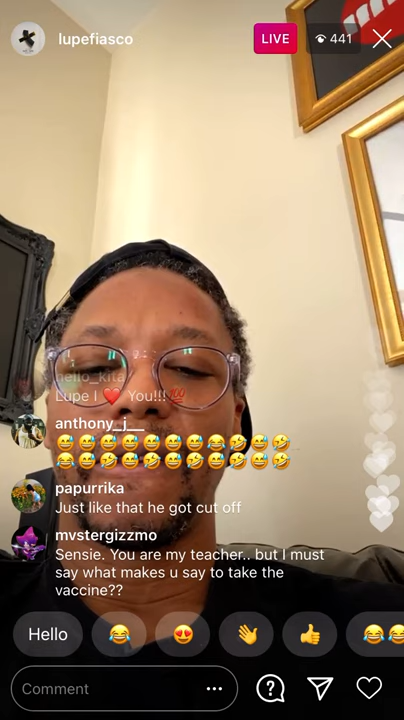 lupefiasco
LIVE
441
hello_kita
Lupe I ❤️ You!!!💯
anthony_j__
😅😅😅😅😅😅😅😂🤣😅🤣
😂😅🤣😅🤣😅🤣😅🤣😅🤣
papurrika
Just like that he got cut off
mvstergizzmo
Sensie. You are my teacher.. but I must
say what makes u say to take the
vaccine??
Hello 😂 😍 👋 👍 😂😂
Comment